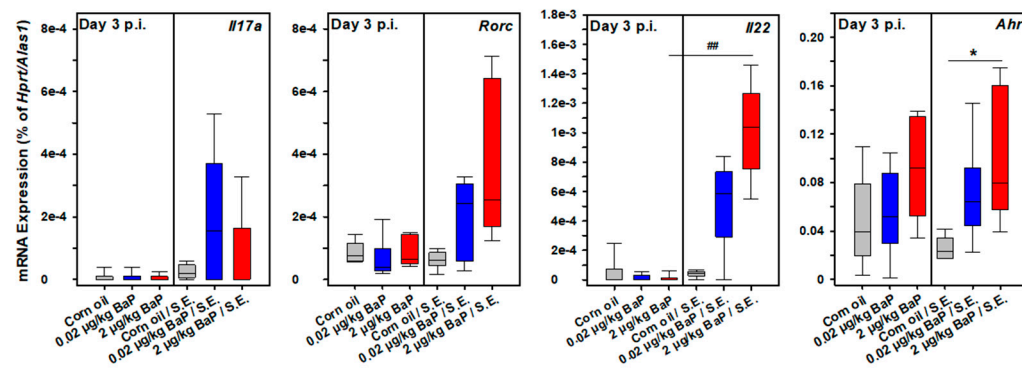 mRNA Expression (% of Hprt/Alas1)
Day 3 p.i.
Il17a
8e-4
6e-4
4e-4
2e-4
0
Corn oil
0.02 µg/kg BaP
2 µg/kg BaP
Corn oil / S.E.
0.02 µg/kg BaP / S.E.
2 µg/kg BaP / S.E.
Day 3 p.i.
Rorc
8e-4
6e-4
4e-4
2e-4
0
Corn oil
0.02 µg/kg BaP
2 µg/kg BaP
Corn oil / S.E.
0.02 µg/kg BaP / S.E.
2 µg/kg BaP / S.E.
Day 3 p.i.
Il22
##
1.8e-3
1.6e-3
1.4e-3
1.2e-3
1e-3
8e-4
6e-4
4e-4
2e-4
0
Corn oil
0.02 µg/kg BaP
2 µg/kg BaP
Corn oil / S.E.
0.02 µg/kg BaP / S.E.
2 µg/kg BaP / S.E.
Day 3 p.i.
Ahr
*
0.20
0.16
0.12
0.08
0.04
0
Corn oil
0.02 µg/kg BaP
2 µg/kg BaP
Corn oil / S.E.
0.02 µg/kg BaP / S.E.
2 µg/kg BaP / S.E.